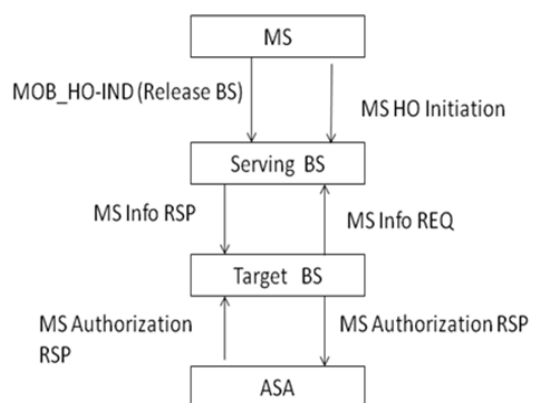 MS
MOB_HO-IND (Release BS)
MS HO Initiation
Serving BS
MS Info RSP
MS Info REQ
Target BS
MS Authorization
RSP
MS Authorization RSP
ASA